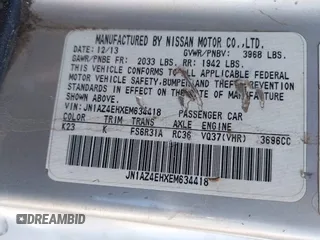 MANUFACTURED BY NISSAN MOTOR CO.,LTD.
DATE: 12/13 GVWR/PNBV: 3968 LBS.
GAWR/PNBE FR: 2033 LBS. RR: 1942 LBS.
THIS VEHICLE CONFORMS TO ALL APPLICABLE FEDERAL
MOTOR VEHICLE SAFETY,BUMPER,AND THEFT PREVENTION
STANDARDS IN EFFECT ON THE DATE OF MANUFACTURE
SHOWN ABOVE.
VIN: JN1AZ4EHXEM634418 PASSENGER CAR
COLOR TRIM TRANS AXLE ENGINE
K23 K FS6R31A RC36 VQ37(VHR) 3696CC
JN1AZ4EHXEM634418
DREAMBID